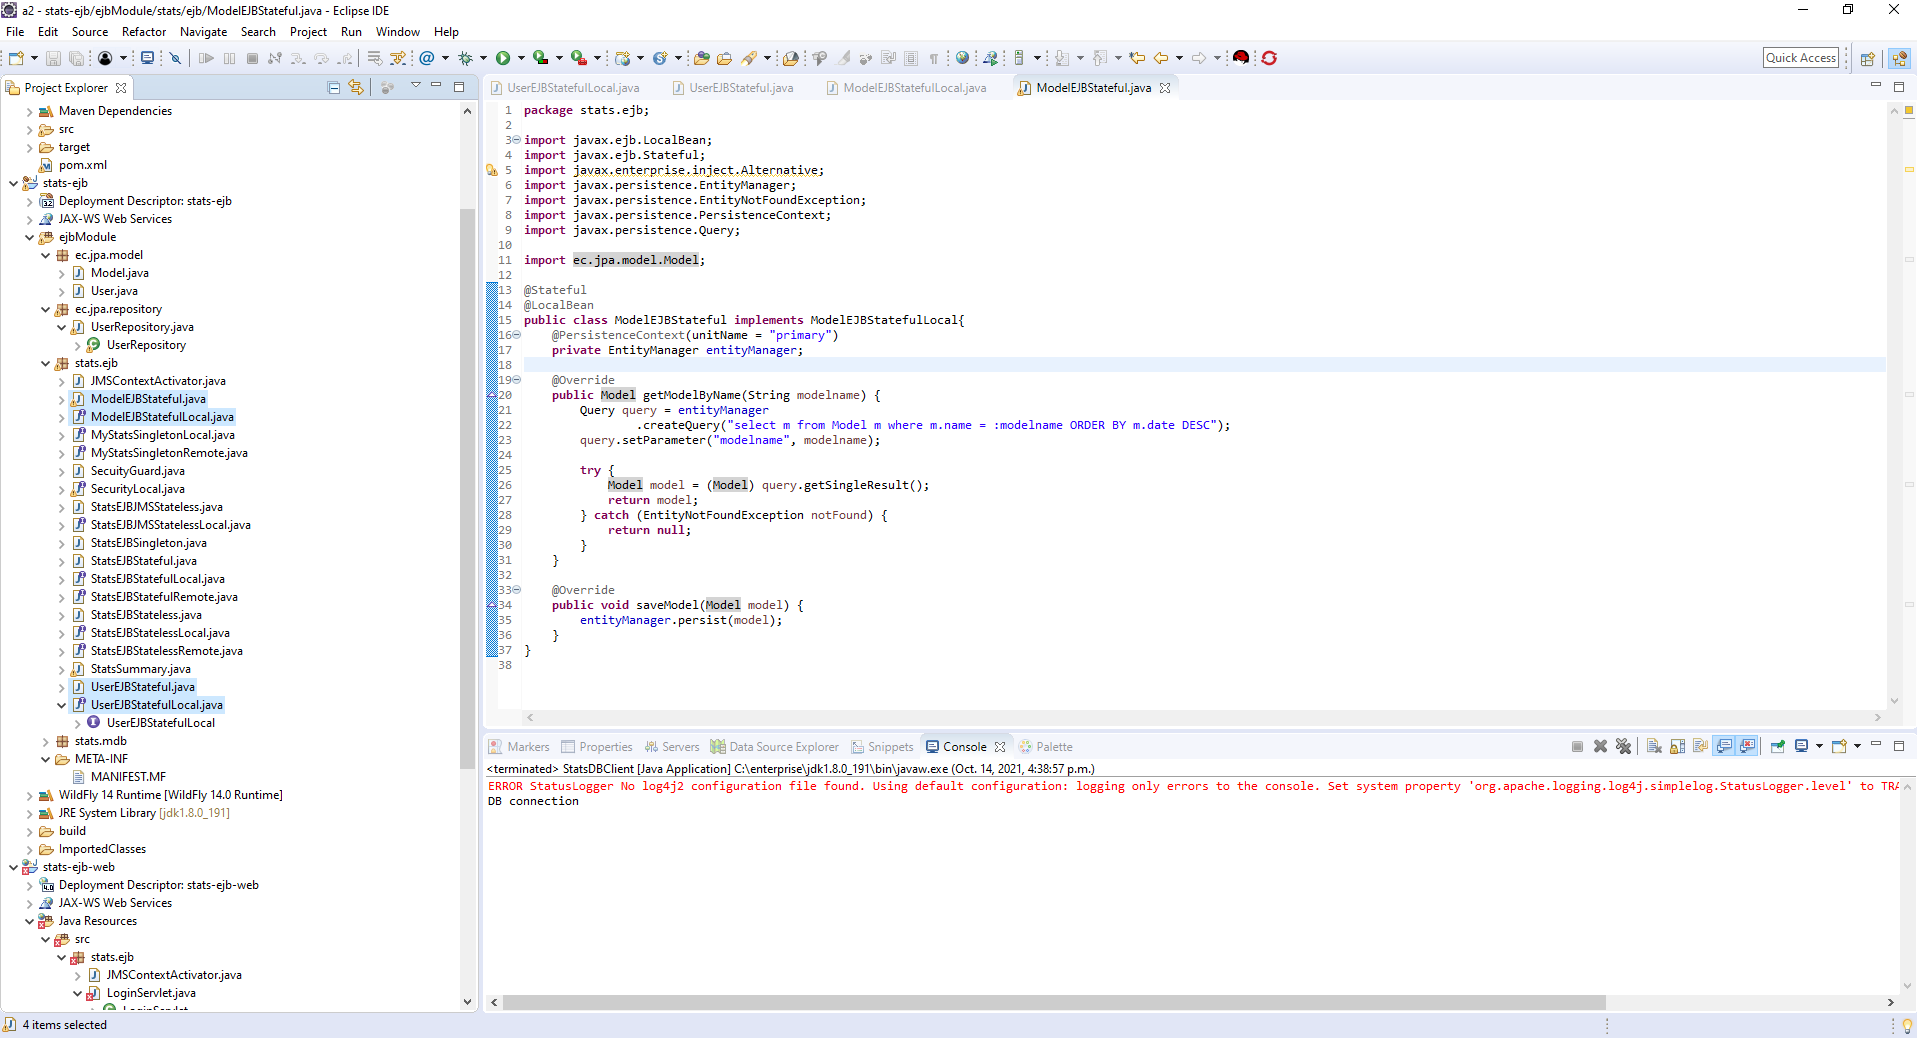 a2 - stats-ejb/ejbModule/stats/ejb/ModelEJBStateful.java - Eclipse IDE
File Edit Source Refactor Navigate Search Project Run Window Help
Quick Access
Project Explorer
Maven Dependencies
src
target
pom.xml
stats-ejb
Deployment Descriptor: stats-ejb
JAX-WS Web Services
ejbModule
ec.jpa.model
Model.java
User.java
ec.jpa.repository
UserRepository.java
UserRepository
stats.ejb
JMSContextActivator.java
ModelEJBStateful.java
ModelEJBStatefulLocal.java
MyStatsSingletonLocal.java
MyStatsSingletonRemote.java
SecuityGuard.java
SecurityLocal.java
StatsEJBJMSStateless.java
StatsEJBJMSStatelessLocal.java
StatsEJBSingleton.java
StatsEJBStateful.java
StatsEJBStatefulLocal.java
StatsEJBStatefulRemote.java
StatsEJBStateless.java
StatsEJBStatelessLocal.java
StatsEJBStatelessRemote.java
StatsSummary.java
UserEJBStateful.java
UserEJBStatefulLocal.java
UserEJBStatefulLocal
stats.mdb
META-INF
MANIFEST.MF
WildFly 14 Runtime [WildFly 14.0 Runtime]
JRE System Library [jdk1.8.0_191]
build
ImportedClasses
stats-ejb-web
Deployment Descriptor: stats-ejb-web
JAX-WS Web Services
Java Resources
src
stats.ejb
JMSContextActivator.java
LoginServlet.java
LoginServlet
4 items selected
UserEJBStatefulLocal.java UserEJBStateful.java ModelEJBStatefulLocal.java ModelEJBStateful.java
1 package stats.ejb;
2
3 import javax.ejb.LocalBean;
4 import javax.ejb.Stateful;
5 import javax.enterprise.inject.Alternative;
6 import javax.persistence.EntityManager;
7 import javax.persistence.EntityNotFoundException;
8 import javax.persistence.PersistenceContext;
9 import javax.persistence.Query;
10
11 import ec.jpa.model.Model;
12
13 @Stateful
14 @LocalBean
15 public class ModelEJBStateful implements ModelEJBStatefulLocal{
16 @PersistenceContext(unitName = "primary")
17 private EntityManager entityManager;
18
19 @Override
20 public Model getModelByName(String modelname) {
21 Query query = entityManager
22 .createQuery("select m from Model m where m.name = :modelname ORDER BY m.date DESC");
23 query.setParameter("modelname", modelname);
24
25 try {
26 Model model = (Model) query.getSingleResult();
27 return model;
28 } catch (EntityNotFoundException notFound) {
29 return null;
30 }
31 }
32
33 @Override
34 public void saveModel(Model model) {
35 entityManager.persist(model);
36 }
37 }
38
Markers Properties Servers Data Source Explorer Snippets Console Palette
<terminated> StatsDBClient [Java Application] C:\enterprise\jdk1.8.0_191\bin\javaw.exe (Oct. 14, 2021, 4:38:57 p.m.)
ERROR StatusLogger No log4j2 configuration file found. Using default configuration: logging only errors to the console. Set system property 'org.apache.logging.log4j.simplelog.StatusLogger.level' to TRA
DB connection